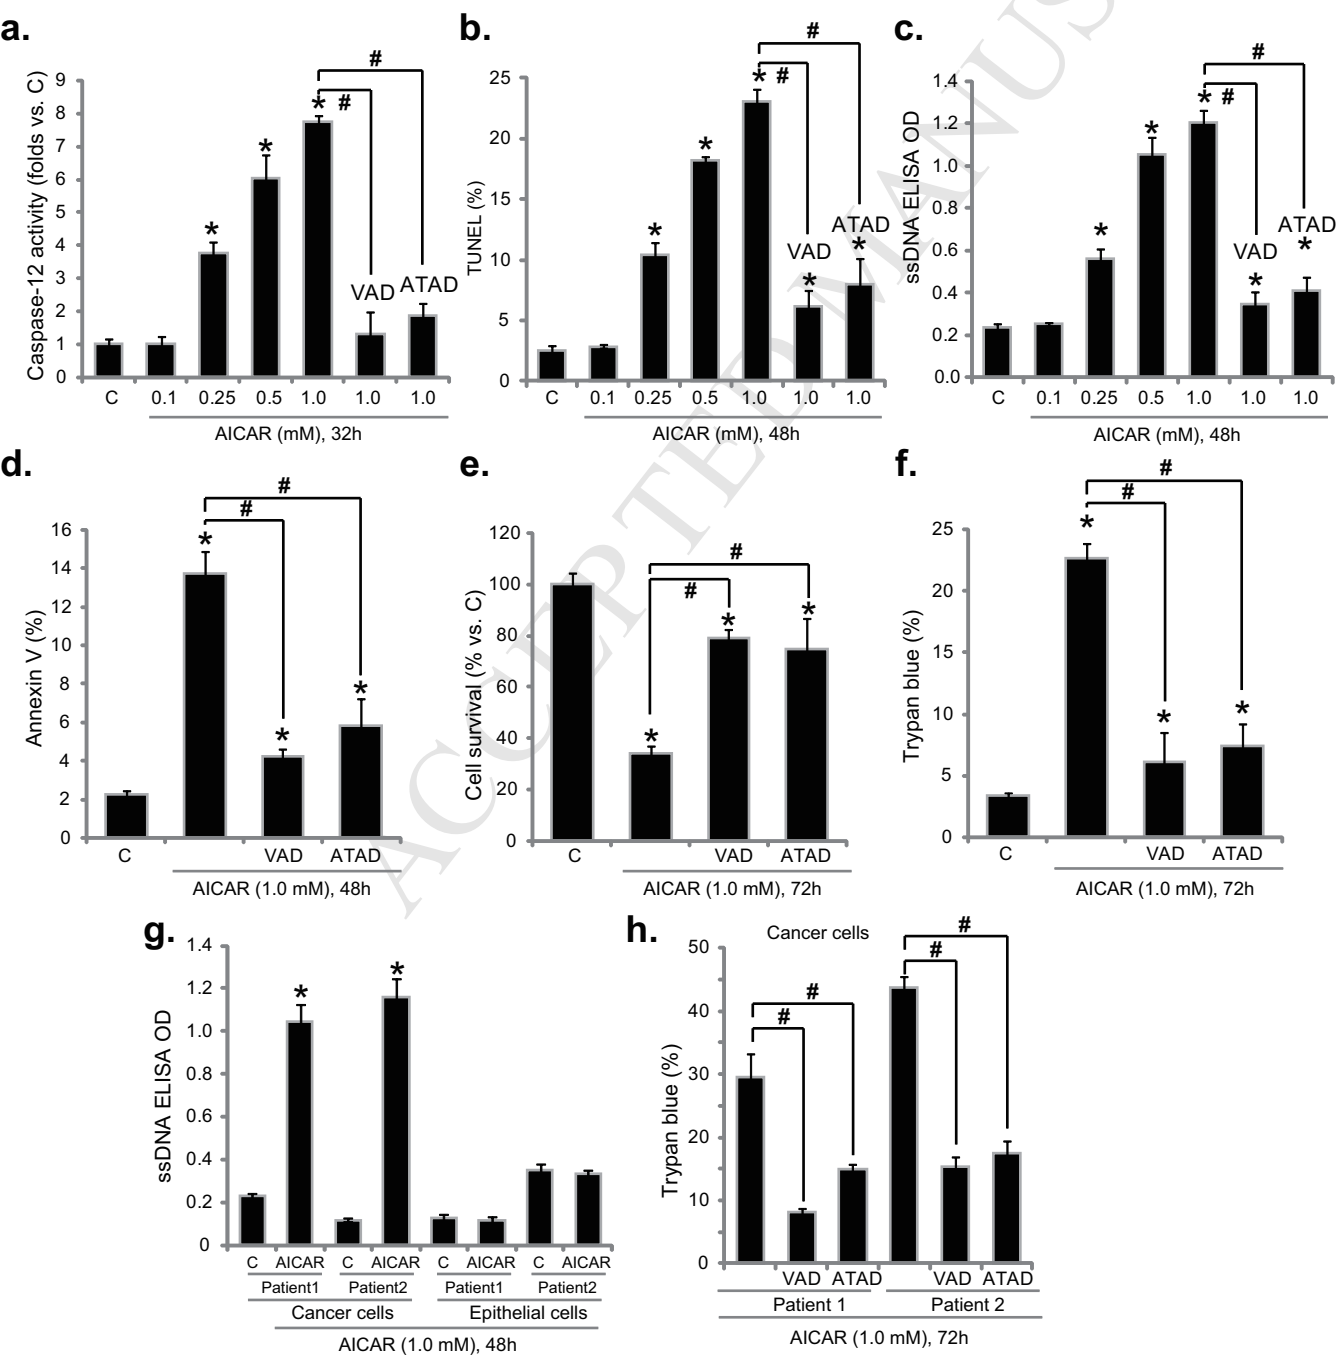 a.
Caspase-12 activity (folds vs. C)
9
8
7
6
5
4
3
2
1
0
#
* #
*
*
VAD ATAD
C 0.1 0.25 0.5 1.0 1.0 1.0
AICAR (mM), 32h
b.
TUNEL (%)
25
20
15
10
5
0
#
* #
*
*
ATAD
VAD *
*
C 0.1 0.25 0.5 1.0 1.0 1.0
AICAR (mM), 48h
c.
ssDNA ELISA OD
1.4
1.2
1.0
0.8
0.6
0.4
0.2
0.0
#
* #
*
*
ATAD
VAD *
*
C 0.1 0.25 0.5 1.0 1.0 1.0
AICAR (mM), 48h
d.
Annexin V (%)
16
14
12
10
8
6
4
2
0
#
#
*
*
*
C VAD ATAD
AICAR (1.0 mM), 48h
e.
Cell survival (% vs. C)
120
100
80
60
40
20
0
#
#
*
*
*
C VAD ATAD
AICAR (1.0 mM), 72h
f.
Trypan blue (%)
25
20
15
10
5
0
#
#
*
*
*
C VAD ATAD
AICAR (1.0 mM), 72h
g.
ssDNA ELISA OD
1.4
1.2
1.0
0.8
0.6
0.4
0.2
0
*
*
C AICAR C AICAR C AICAR C AICAR
Patient1 Patient2 Patient1 Patient2
Cancer cells Epithelial cells
AICAR (1.0 mM), 48h
h.
Cancer cells
Trypan blue (%)
50
40
30
20
10
0
#
#
#
#
VAD ATAD VAD ATAD
Patient 1 Patient 2
AICAR (1.0 mM), 72h
ACCEPTED MANUS